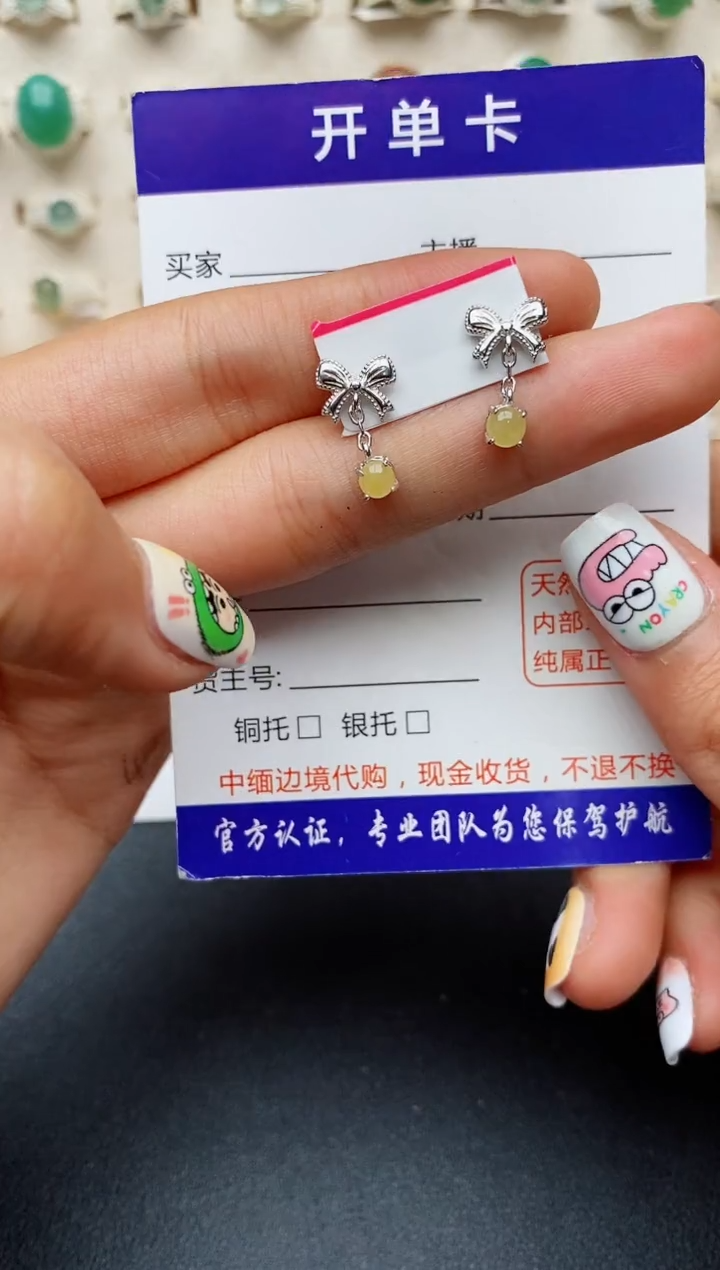 开单卡
买家
主播
期
天然
内部
纯属正
货主号:
铜托□ 银托□
中缅边境代购，现金收货，不退不换
官方认证，专业团队为您保驾护航
CRAYON